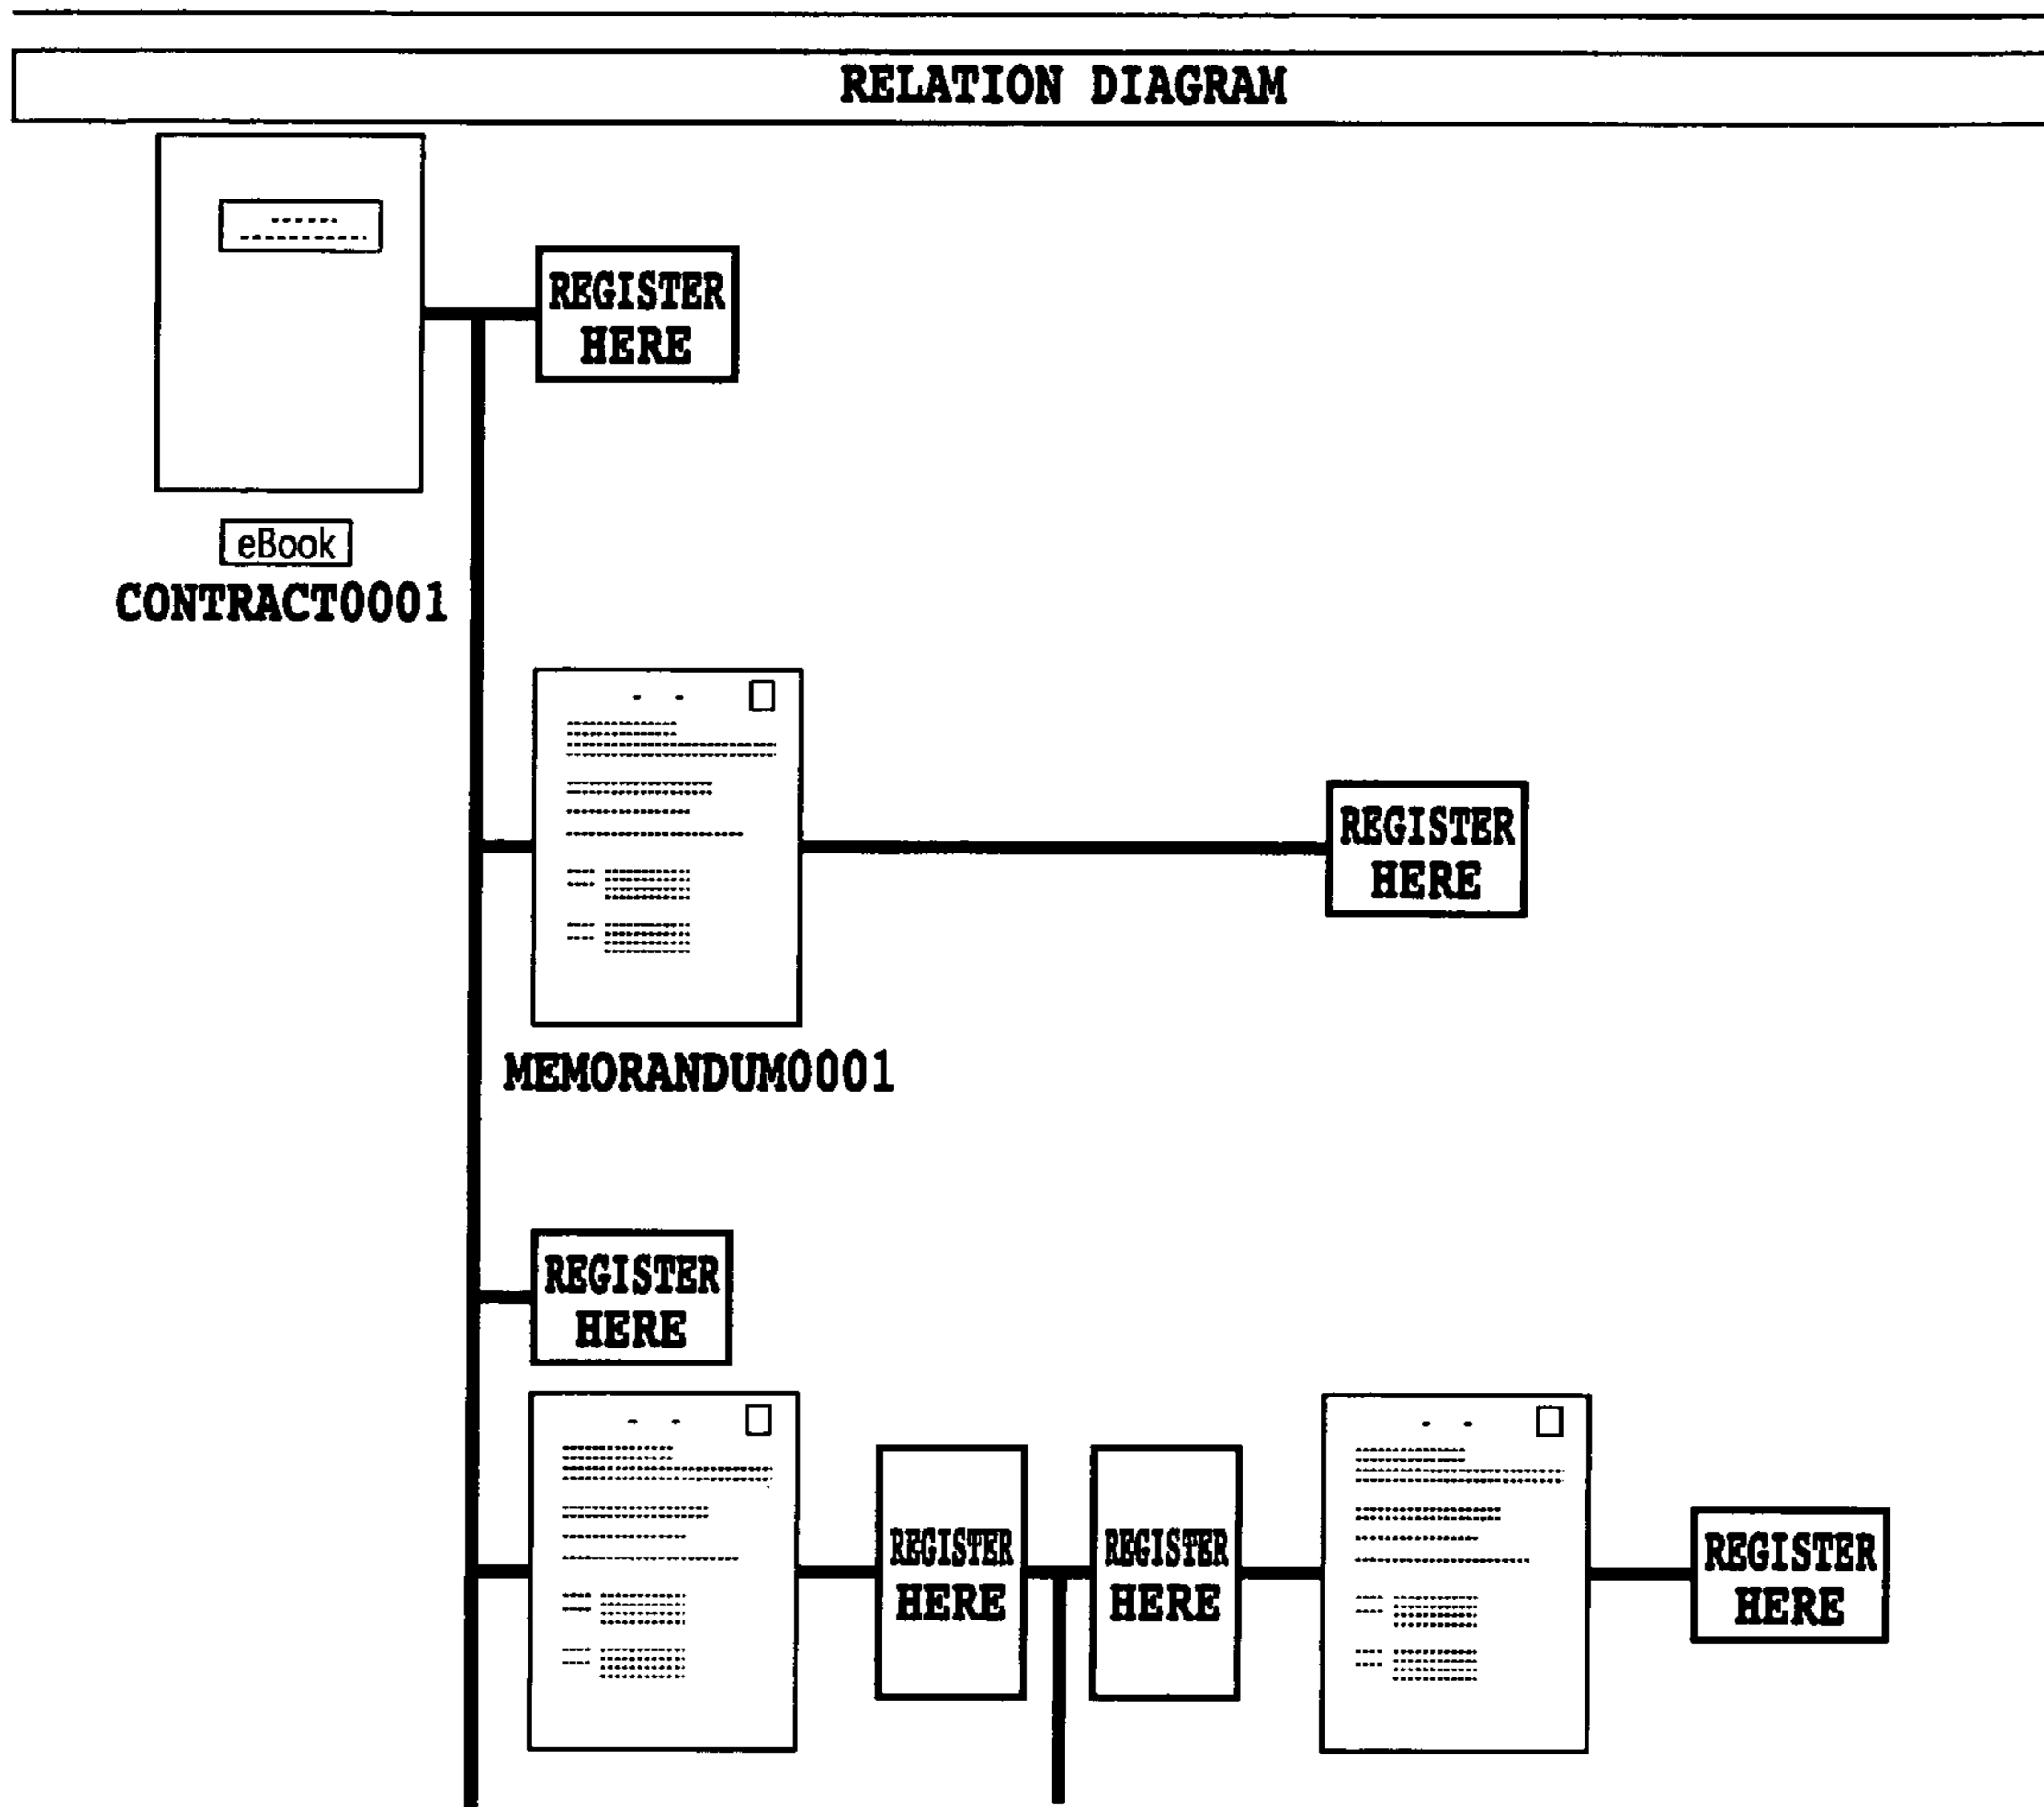 RELATION DIAGRAM
REGISTER
HERE
eBook
CONTRACT0001
REGISTER
HERE
MEMORANDUM0001
REGISTER
HERE
REGISTER
HERE
REGISTER
HERE
REGISTER
HERE